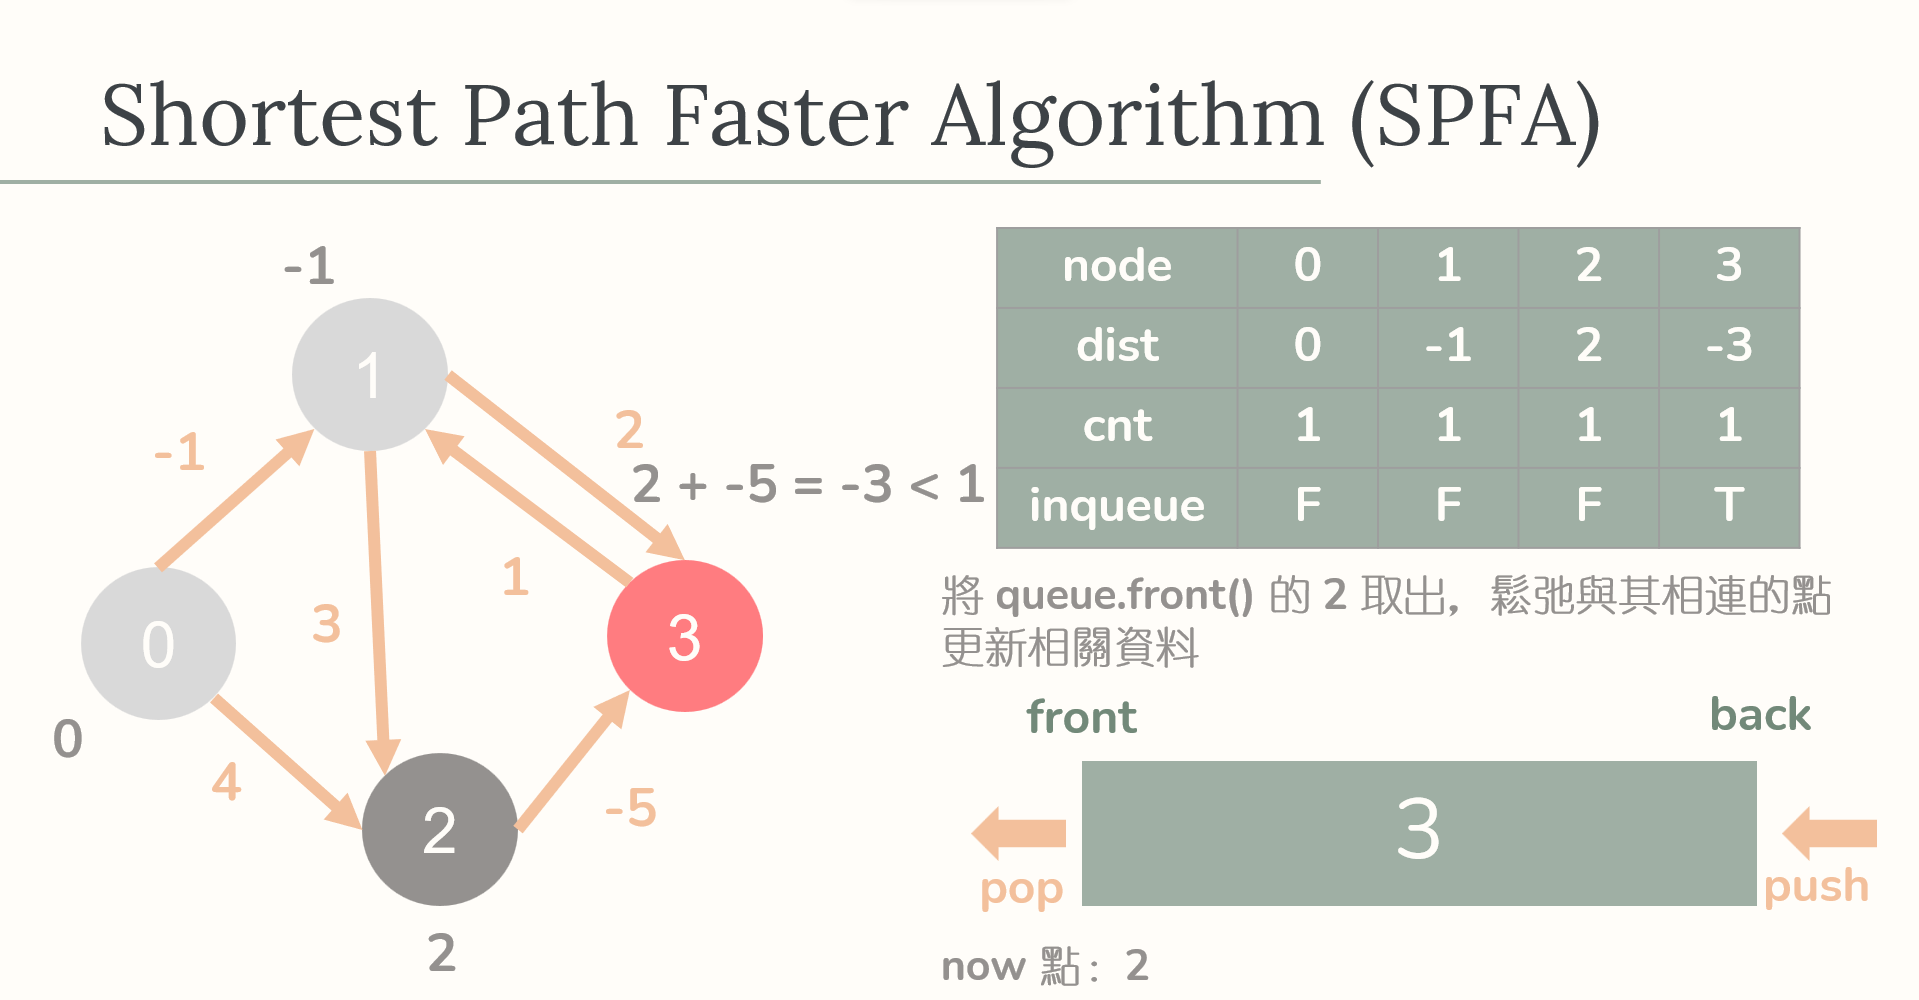 Shortest Path Faster Algorithm (SPFA)
-1
1
-1
2
2 + -5 = -3 < 1
1
3
0
3
0
4
2
-5
2
node 0 1 2 3
dist 0 -1 2 -3
cnt 1 1 1 1
inqueue F F F T
將 queue.front() 的 2 取出，鬆弛與其相連的點
更新相關資料
front back
3
pop push
now 點：2